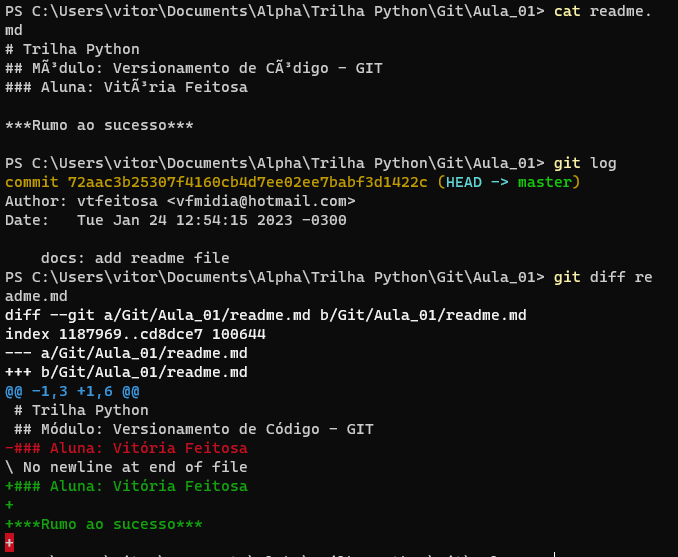 PS C:\Users\vitor\Documents\Alpha\Trilha Python\Git\Aula_01> cat readme.
md
# Trilha Python
## MÃ³dulo: Versionamento de CÃ³digo - GIT
### Aluna: VitÃ³ria Feitosa
***Rumo ao sucesso***
PS C:\Users\vitor\Documents\Alpha\Trilha Python\Git\Aula_01> git log
commit 72aac3b25307f4160cb4d7ee02ee7babf3d1422c (HEAD -> master)
Author: vtfeitosa <vfmidia@hotmail.com>
Date:   Tue Jan 24 12:54:15 2023 -0300
    docs: add readme file
PS C:\Users\vitor\Documents\Alpha\Trilha Python\Git\Aula_01> git diff re
adme.md
diff --git a/Git/Aula_01/readme.md b/Git/Aula_01/readme.md
index 1187969..cd8dce7 100644
--- a/Git/Aula_01/readme.md
+++ b/Git/Aula_01/readme.md
@@ -1,3 +1,6 @@
 # Trilha Python
 ## Módulo: Versionamento de Código - GIT
-### Aluna: Vitória Feitosa
\ No newline at end of file
+### Aluna: Vitória Feitosa
+
+***Rumo ao sucesso***
+